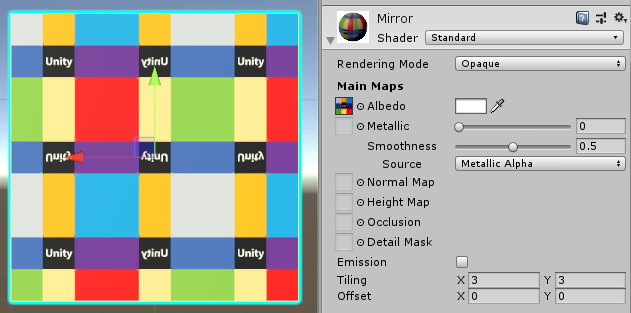 Unity
Unity
Unity
Unity
Unity
Unity
Unity
Unity
Unity
Mirror
Shader
Standard
Rendering Mode
Opaque
Main Maps
Albedo
Metallic
0
Smoothness
0.5
Source
Metallic Alpha
Normal Map
Height Map
Occlusion
Detail Mask
Emission
Tiling
X 3
Y 3
Offset
X 0
Y 0